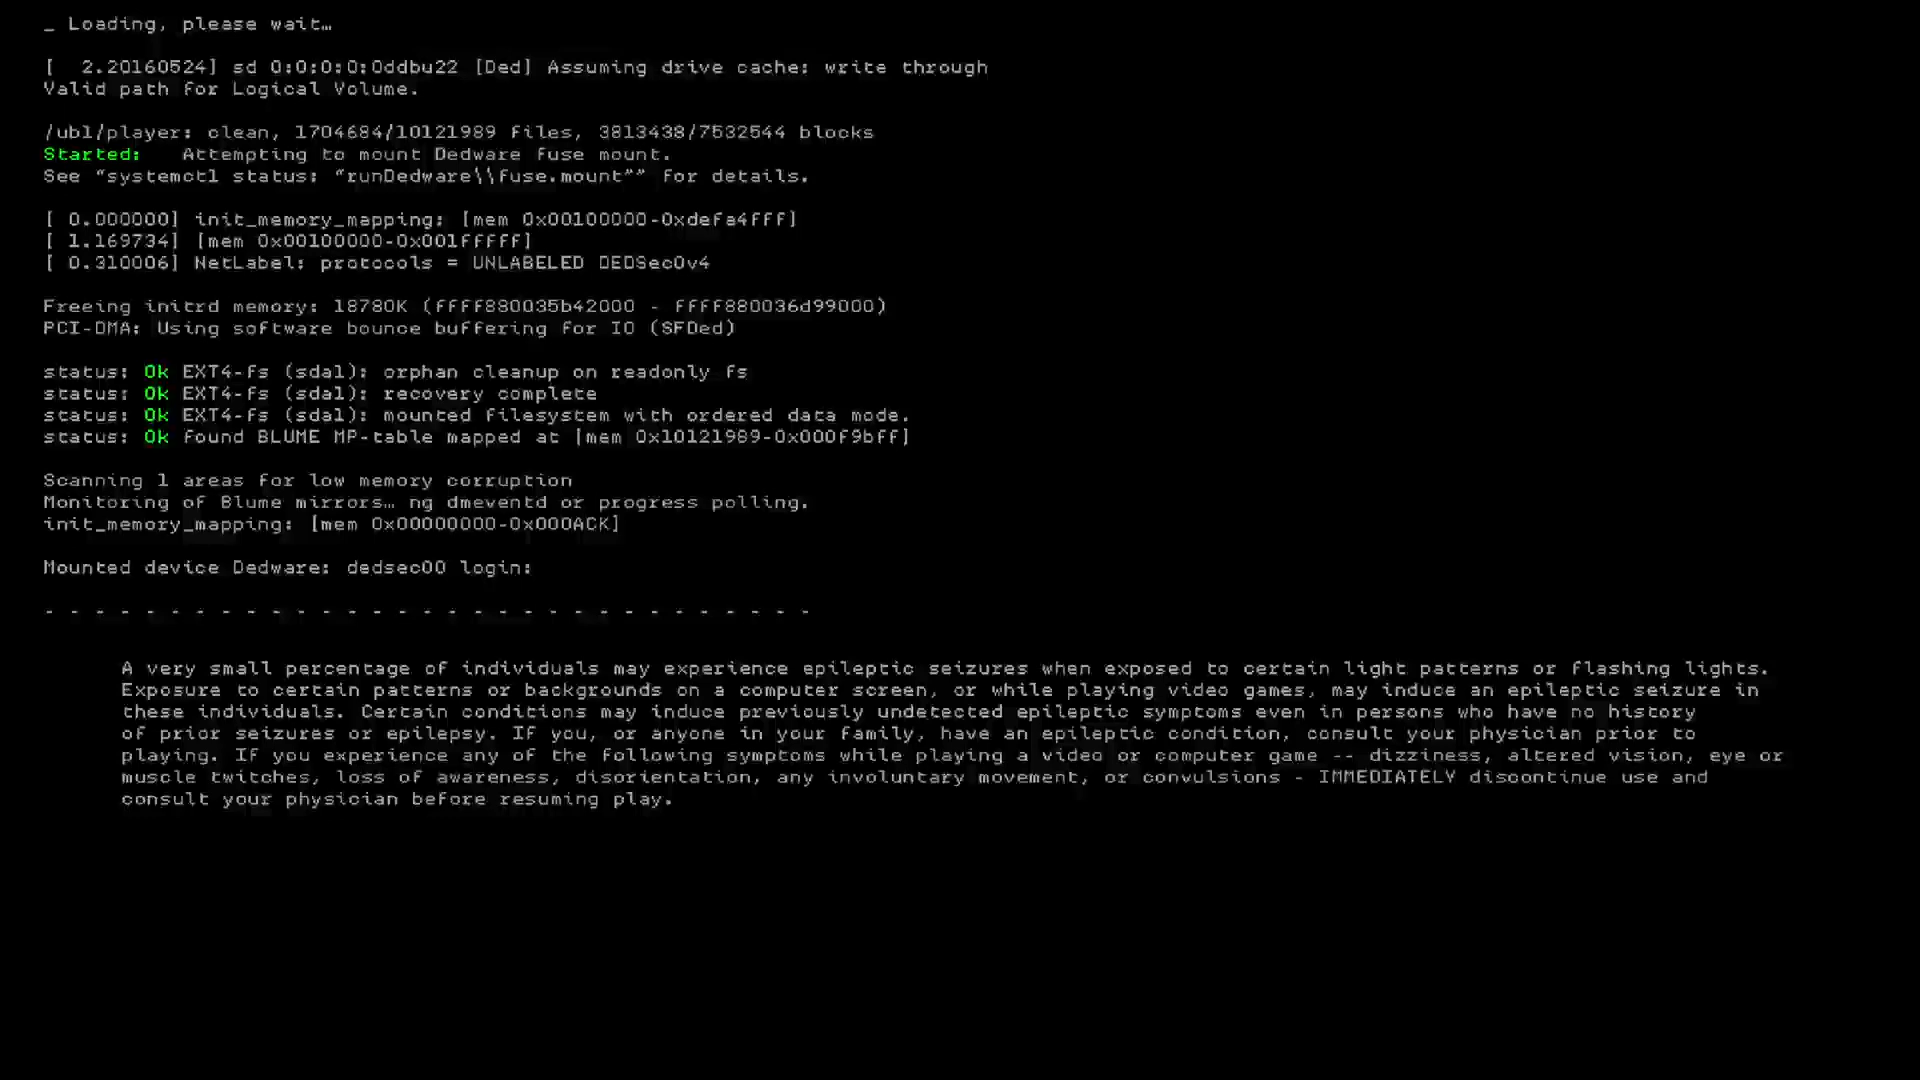 _ Loading, please wait…
[  2.20160524] sd 0:0:0:0:0ddbu22 [Ded] Assuming drive cache: write through
Valid path for Logical Volume.
/ubl/player: clean, 1704684/10121989 files, 3813438/7532544 blocks
Started:   Attempting to mount Dedware fuse mount.
See "systemctl status: "runDedware\\fuse.mount"" for details.
[ 0.000000] init_memory_mapping: [mem 0x00100000-0xdefa4fff]
[ 1.169734] [mem 0x00100000-0x001fffff]
[ 0.310006] NetLabel: protocols = UNLABELED DEDSecOv4
Freeing initrd memory: 18780K (ffff880035b42000 - ffff880036d99000)
PCI-DMA: Using software bounce buffering for IO (SFDed)
status: Ok EXT4-fs (sdal): orphan cleanup on readonly fs
status: Ok EXT4-fs (sdal): recovery complete
status: Ok EXT4-fs (sdal): mounted filesystem with ordered data mode.
status: Ok found BLUME MP-table mapped at [mem 0x10121989-0x000f9bff]
Scanning 1 areas for low memory corruption
Monitoring of Blume mirrors… ng dmeventd or progress polling.
init_memory_mapping: [mem 0x00000000-0x000ACK]
Mounted device Dedware: dedsec00 login:
- - - - - - - - - - - - - - - - - - - - - - - - - - - - - - -
A very small percentage of individuals may experience epileptic seizures when exposed to certain light patterns or flashing lights.
Exposure to certain patterns or backgrounds on a computer screen, or while playing video games, may induce an epileptic seizure in
these individuals. Certain conditions may induce previously undetected epileptic symptoms even in persons who have no history
of prior seizures or epilepsy. If you, or anyone in your family, have an epileptic condition, consult your physician prior to
playing. If you experience any of the following symptoms while playing a video or computer game -- dizziness, altered vision, eye or
muscle twitches, loss of awareness, disorientation, any involuntary movement, or convulsions - IMMEDIATELY discontinue use and
consult your physician before resuming play.